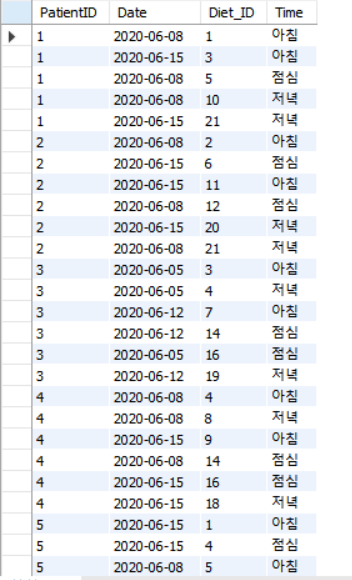 PatientID Date Diet_ID Time
1 2020-06-08 1 아침
1 2020-06-15 3 아침
1 2020-06-08 5 점심
1 2020-06-08 10 저녁
1 2020-06-15 21 저녁
2 2020-06-08 2 아침
2 2020-06-15 6 점심
2 2020-06-15 11 아침
2 2020-06-08 12 점심
2 2020-06-15 20 저녁
2 2020-06-08 21 저녁
3 2020-06-05 3 아침
3 2020-06-05 4 저녁
3 2020-06-12 7 아침
3 2020-06-12 14 점심
3 2020-06-05 16 점심
3 2020-06-12 19 저녁
4 2020-06-08 4 아침
4 2020-06-08 8 저녁
4 2020-06-15 9 아침
4 2020-06-08 14 점심
4 2020-06-15 16 점심
4 2020-06-15 18 저녁
5 2020-06-15 1 아침
5 2020-06-15 4 점심
5 2020-06-08 5 아침